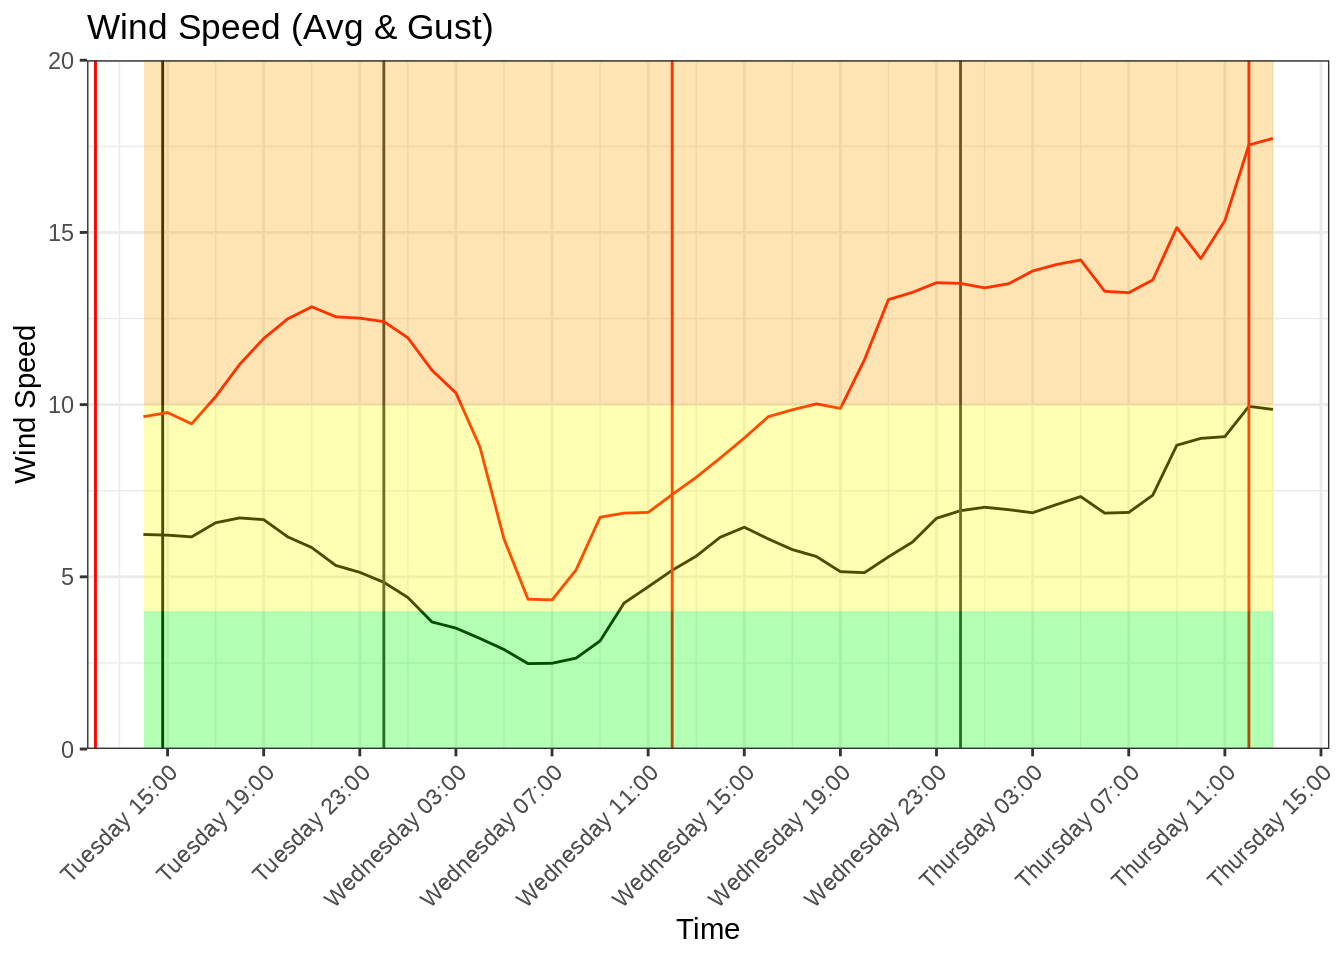 Wind Speed (Avg & Gust)
20
15
10
5
0
Wind Speed
Tuesday 15:00
Tuesday 19:00
Tuesday 23:00
Wednesday 03:00
Wednesday 07:00
Wednesday 11:00
Wednesday 15:00
Wednesday 19:00
Wednesday 23:00
Thursday 03:00
Thursday 07:00
Thursday 11:00
Thursday 15:00
Time